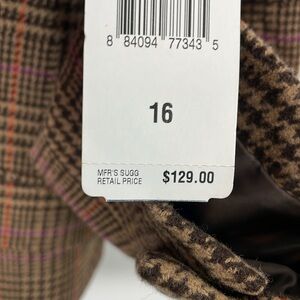 8 84094 77343 5
16
MFR'S SUGG
RETAIL PRICE $129.00